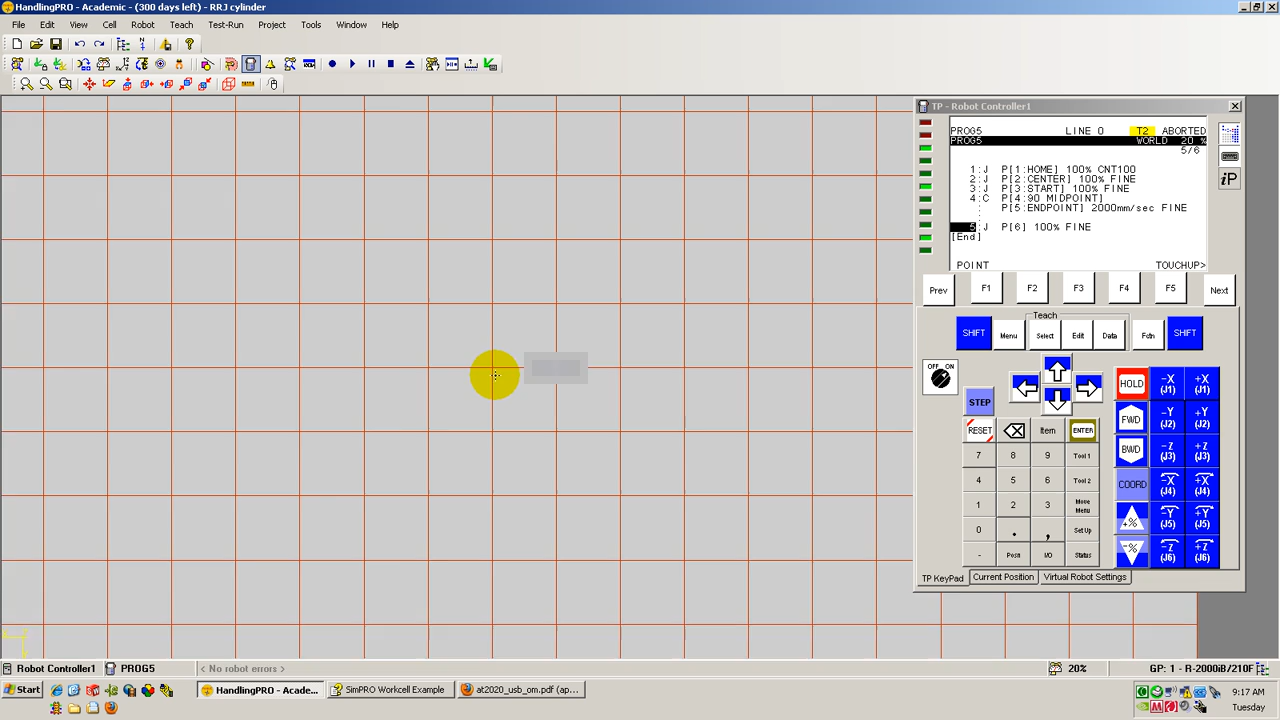 HandlingPRO - Academic - (300 days left) - RRJ cylinder
File Edit View Cell Robot Teach Test-Run Project Tools Window Help
TP - Robot Controller1
PROG5 LINE 0 T2 ABORTED
PROG5 WORLD 20 %
5/6
1:J P[1:HOME] 100% CNT100
2:J P[2:CENTER] 100% FINE
3:J P[3:START] 100% FINE
4:C P[4:90 MIDPOINT]
: P[5:ENDPOINT] 2000mm/sec FINE
5:J P[6] 100% FINE
[End]
POINT TOUCHUP>
iP
Prev F1 F2 F3 F4 F5 Next
Teach
SHIFT Menu Select Edit Data Fctn SHIFT
OFF ON
STEP
HOLD -X (J1) +X (J1)
FWD -Y (J2) +Y (J2)
RESET Item ENTER
BWD -Z (J3) +Z (J3)
7 8 9 Tool 1
4 5 6 Tool 2
COORD -X (J4) +X (J4)
1 2 3 Move Menu
+% -Y (J5) +Y (J5)
0 . , Set Up
-% -Z (J6) +Z (J6)
- Posn I/O Status
TP KeyPad Current Position Virtual Robot Settings
Robot Controller1 PROG5 < No robot errors > 20% GP: 1 - R-2000iB/210F
Start HandlingPRO - Acade... SimPRO Workcell Example at2020_usb_om.pdf (ap...
9:17 AM
Tuesday